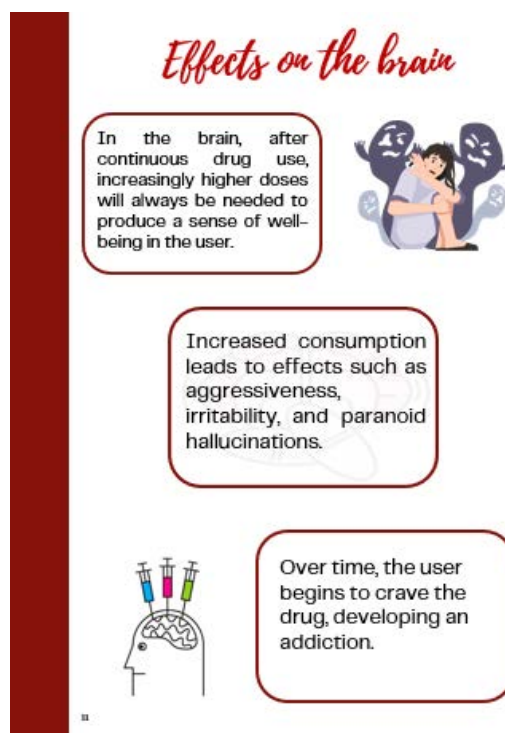 Effects on the brain
In the brain, after
continuous drug use,
increasingly higher doses
will always be needed to
produce a sense of well-
being in the user.
Increased consumption
leads to effects such as
aggressiveness,
irritability, and paranoid
hallucinations.
Over time, the user
begins to crave the
drug, developing an
addiction.
11